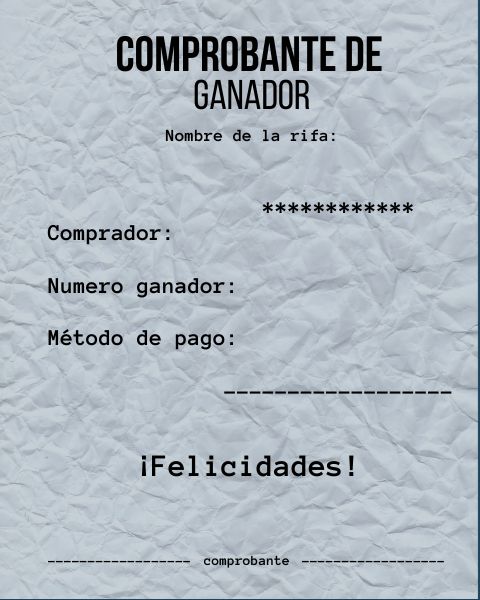 COMPROBANTE DE
GANADOR
Nombre de la rifa:
************
Comprador:
Numero ganador:
Método de pago:
------------------
¡Felicidades!
------------------ comprobante ------------------